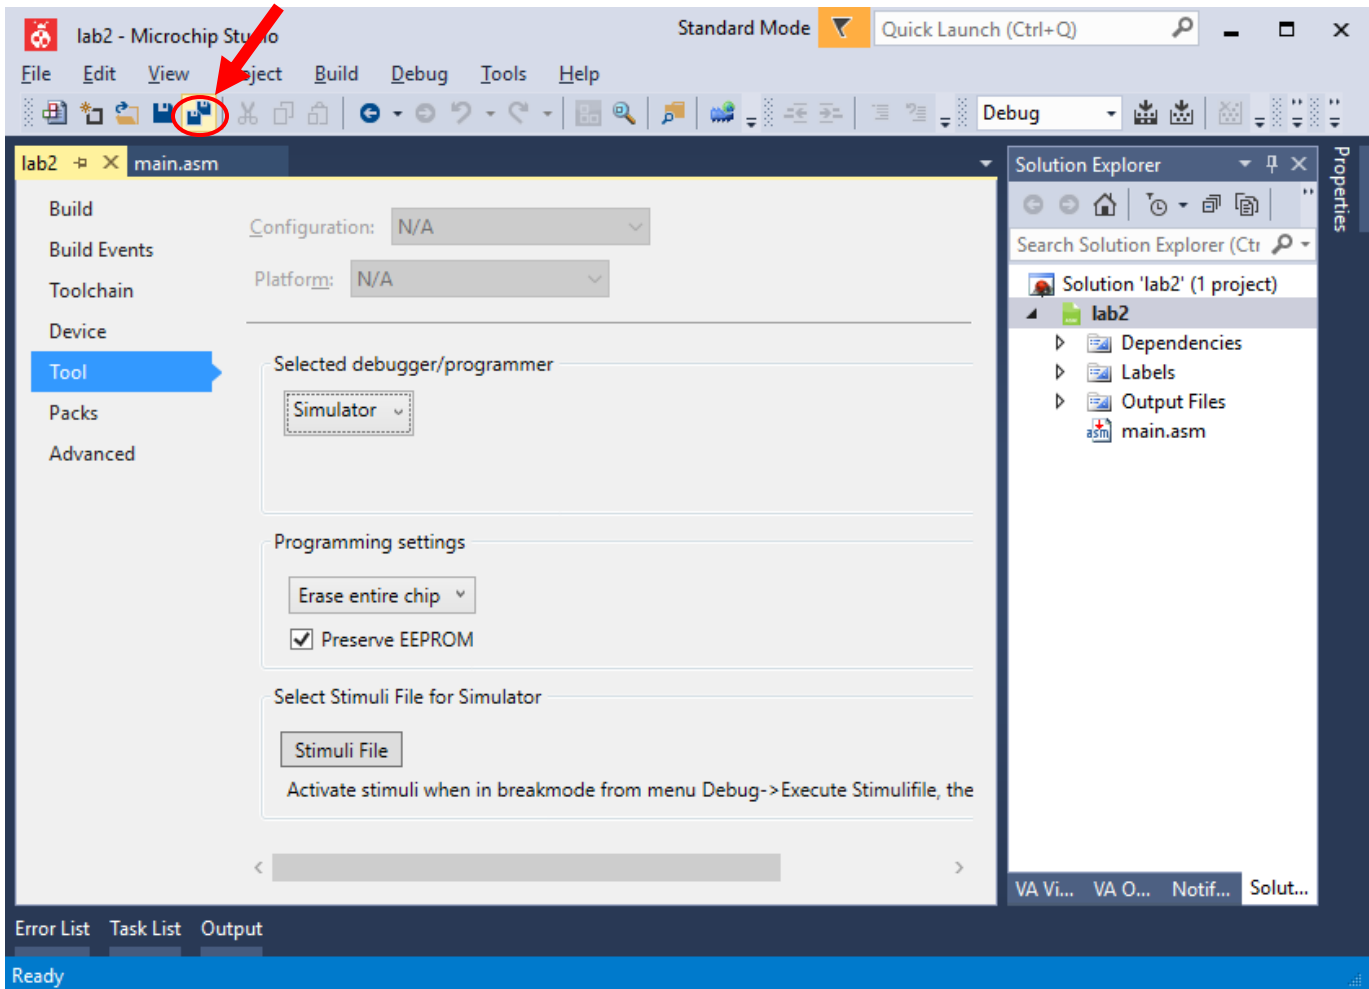 lab2 - Microchip Studio
Standard Mode
Quick Launch (Ctrl+Q)
File Edit View Project Build Debug Tools Help
Debug
lab2 main.asm
Build
Build Events
Toolchain
Device
Tool
Packs
Advanced
Configuration: N/A
Platform: N/A
Selected debugger/programmer
Simulator
Programming settings
Erase entire chip
Preserve EEPROM
Select Stimuli File for Simulator
Stimuli File
Activate stimuli when in breakmode from menu Debug->Execute Stimulifile, the
Solution Explorer
Search Solution Explorer (Ctr
Solution 'lab2' (1 project)
lab2
Dependencies
Labels
Output Files
asm main.asm
VA Vi... VA O... Notif... Solut...
Properties
Error List Task List Output
Ready